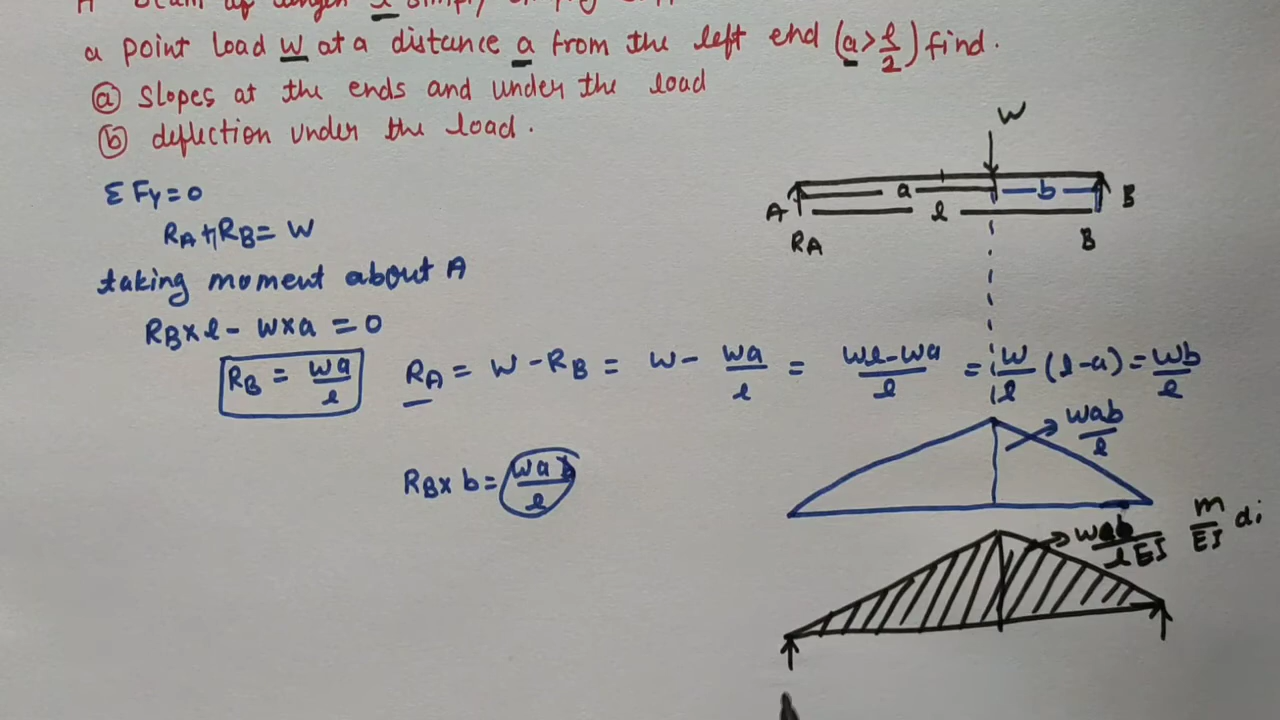 a point load W at a distance a from the left end (a>l/2) find.
(a) slopes at the ends and under the load
(b) deflection under the load.
W
a b
A l B
RA B
ΣFy=0
RA+RB= W
taking moment about A
RB×l - W×a = 0
RB = Wa/l RA = W - RB = W - Wa/l = Wl-Wa/l = W/l (l-a) = Wb/l
Wab/l
RB× b = Wab/l
Wab/lEI M/EI di